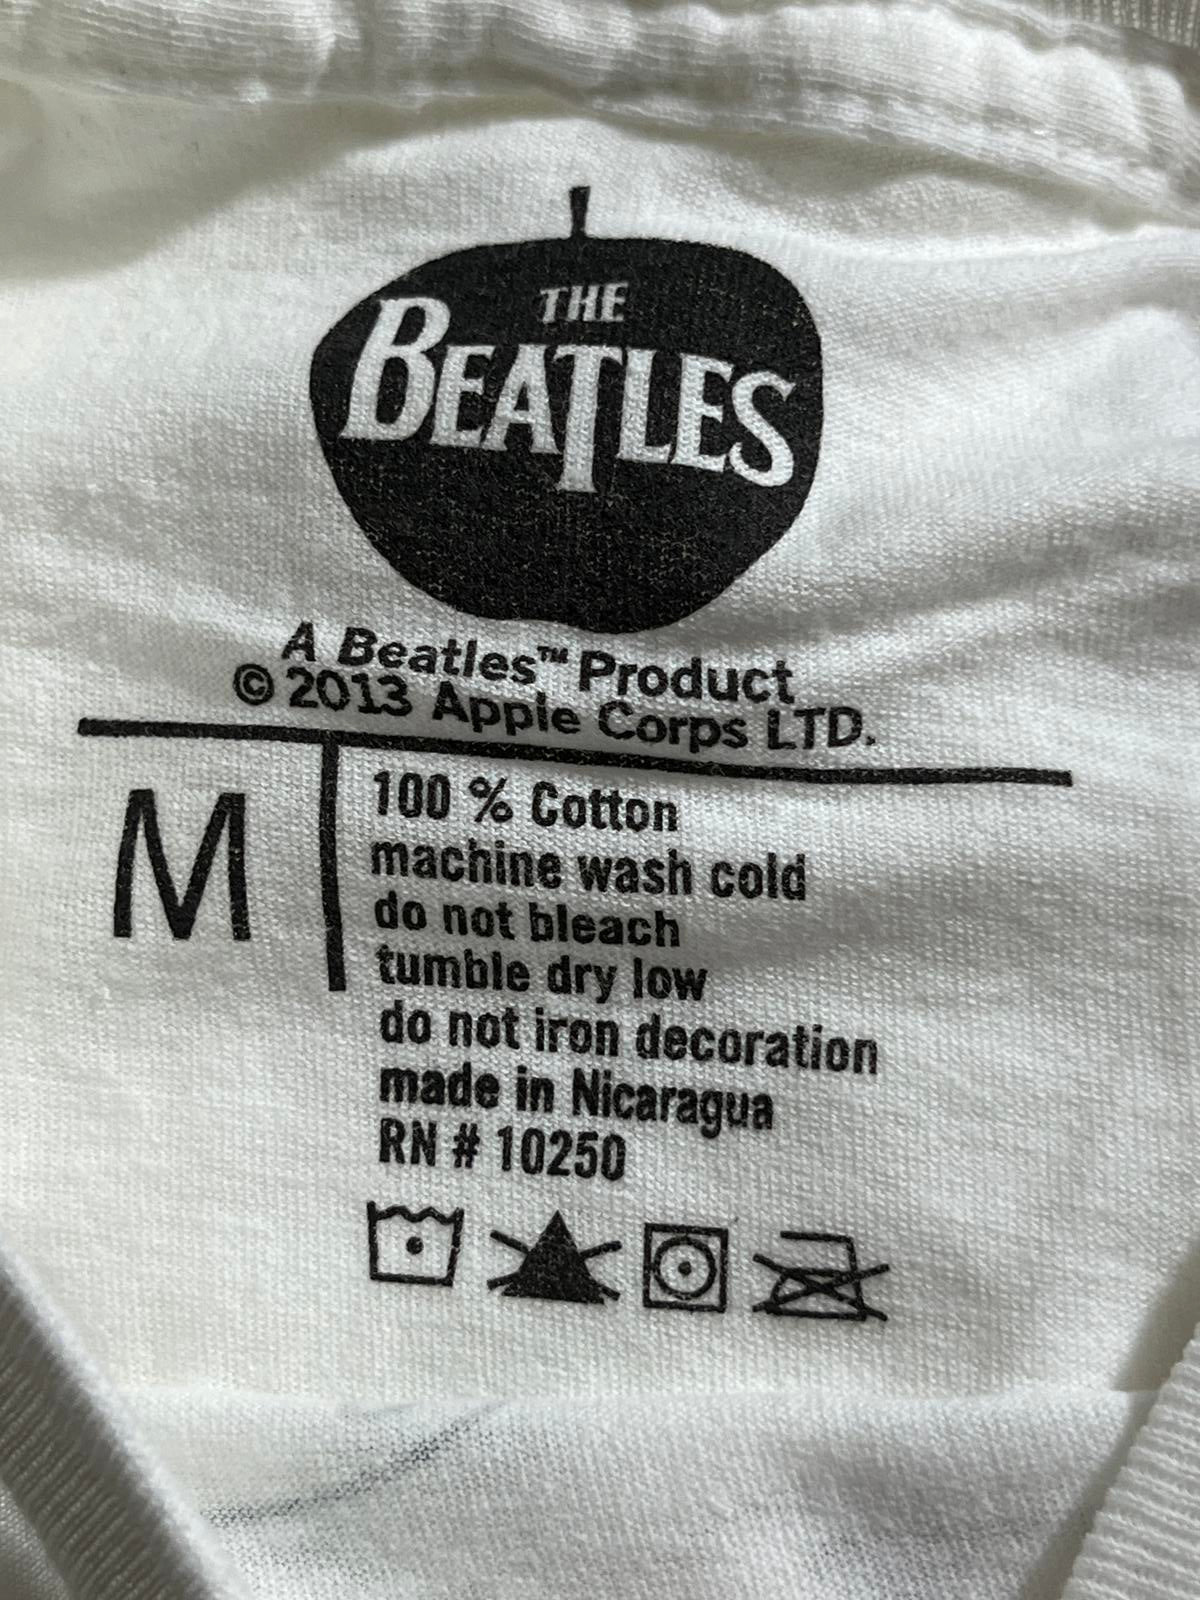 THE
BEATLES
A Beatles™ Product
© 2013 Apple Corps LTD.
M
100 % Cotton
machine wash cold
do not bleach
tumble dry low
do not iron decoration
made in Nicaragua
RN # 10250